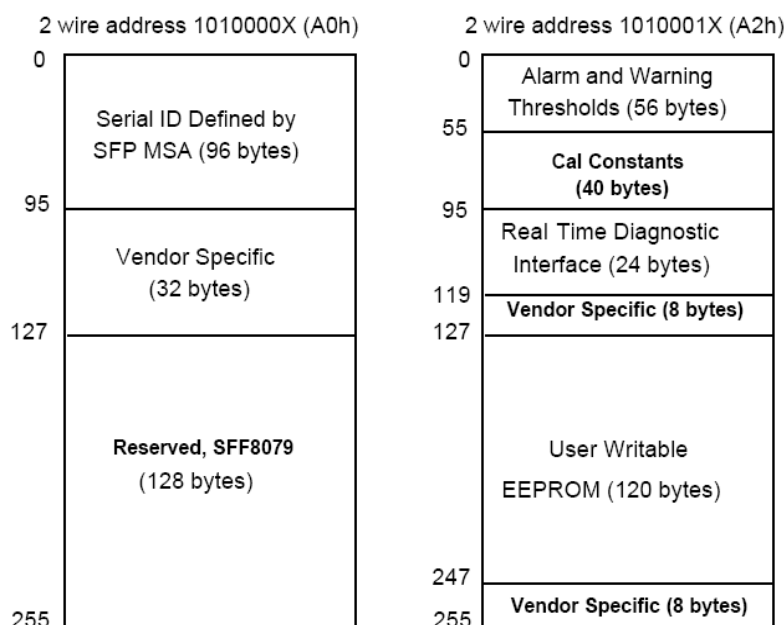 2 wire address 1010000X (A0h)
0
Serial ID Defined by
SFP MSA (96 bytes)
95
Vendor Specific
(32 bytes)
127
Reserved, SFF8079
(128 bytes)
255
2 wire address 1010001X (A2h)
0
Alarm and Warning
Thresholds (56 bytes)
55
Cal Constants
(40 bytes)
95
Real Time Diagnostic
Interface (24 bytes)
119
Vendor Specific (8 bytes)
127
User Writable
EEPROM (120 bytes)
247
Vendor Specific (8 bytes)
255